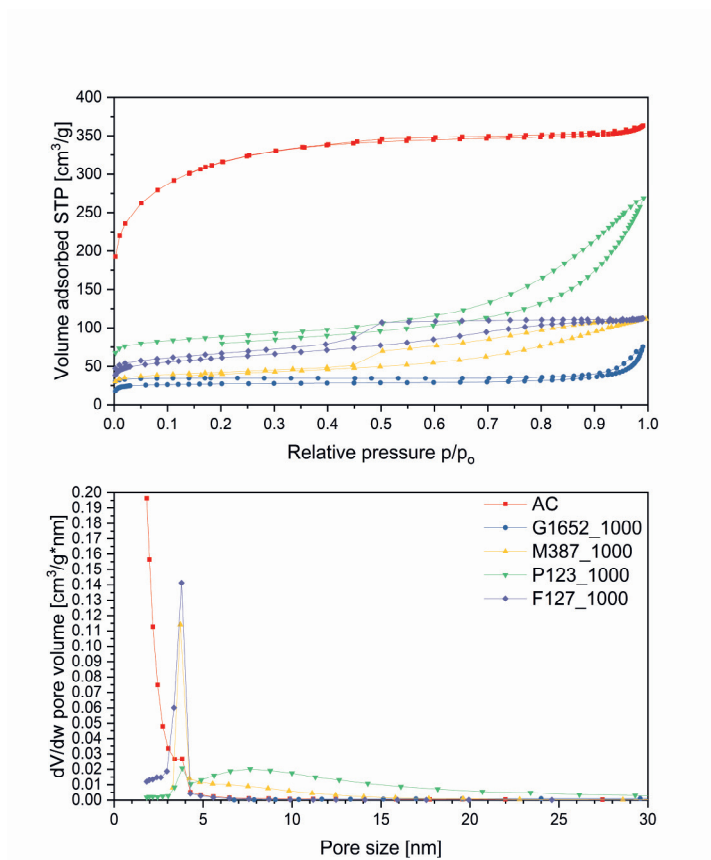 400
350
300
250
200
150
100
50
0
Volume adsorbed STP [cm³/g]
0.0 0.1 0.2 0.3 0.4 0.5 0.6 0.7 0.8 0.9 1.0
Relative pressure p/pₒ
0.20
0.19
0.18
0.17
0.16
0.15
0.14
0.13
0.12
0.11
0.10
0.09
0.08
0.07
0.06
0.05
0.04
0.03
0.02
0.01
0.00
dV/dw pore volume [cm³/g*nm]
AC
G1652_1000
M387_1000
P123_1000
F127_1000
0 5 10 15 20 25 30
Pore size [nm]